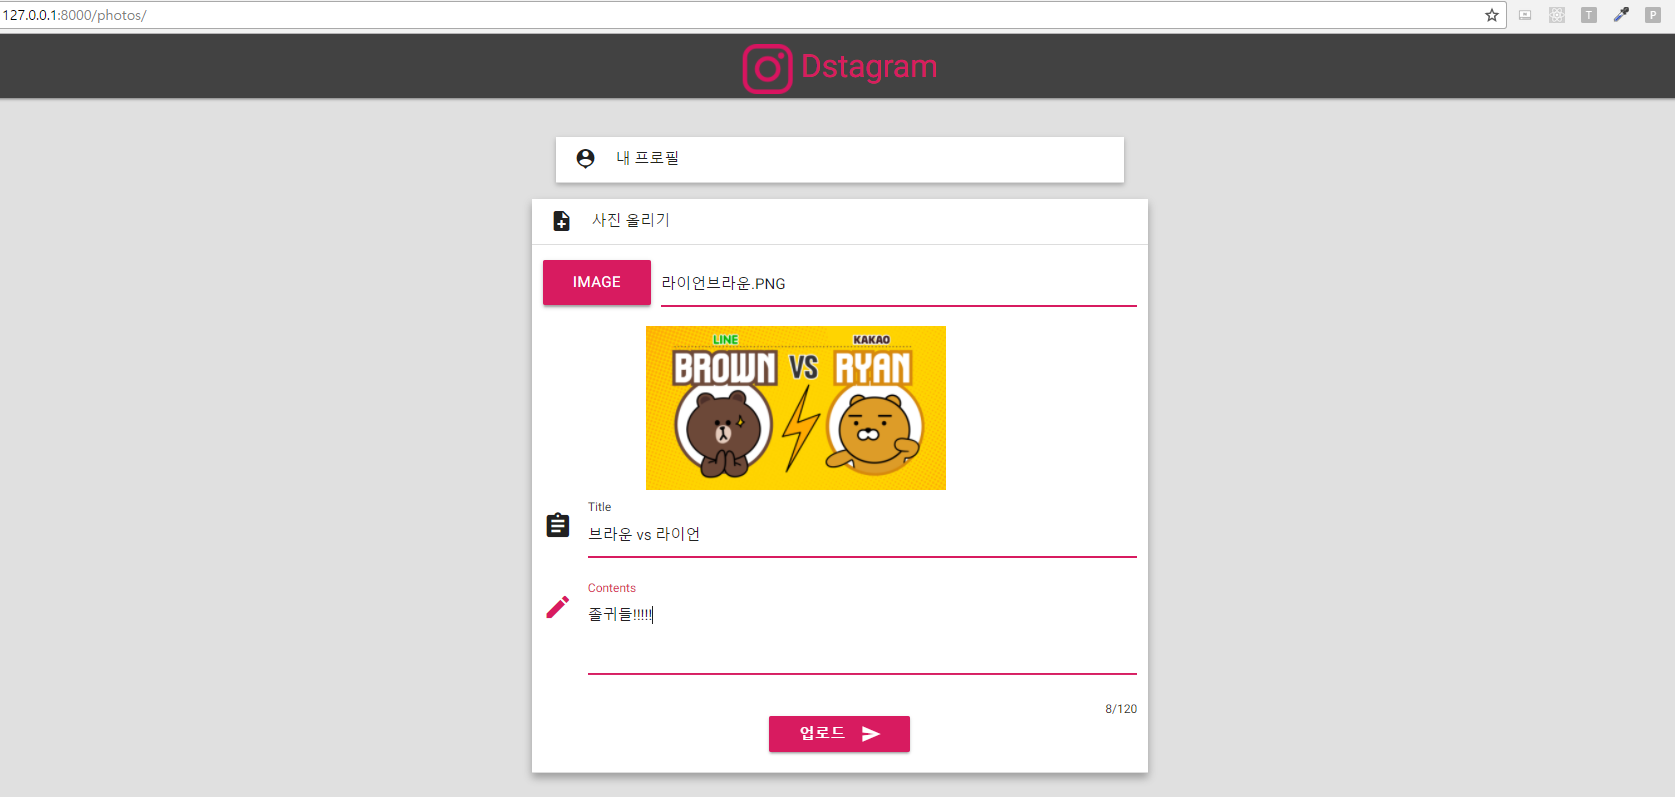 127.0.0.1:8000/photos/
T
P
Dstagram
내 프로필
사진 올리기
IMAGE
라이언브라운.PNG
LINE
KAKAO
BROWN VS RYAN
Title
브라운 vs 라이언
Contents
졸귀들!!!!!
8/120
업로드